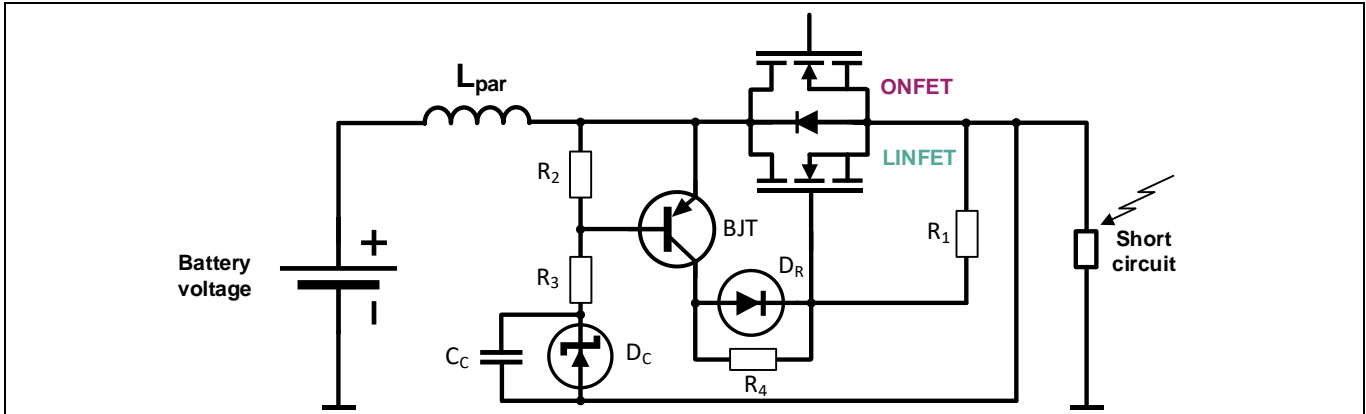 Lpar
ONFET
LINFET
R2
BJT
R1
Short
circuit
Battery
voltage
+
−
R3
DR
CC
DC
R4